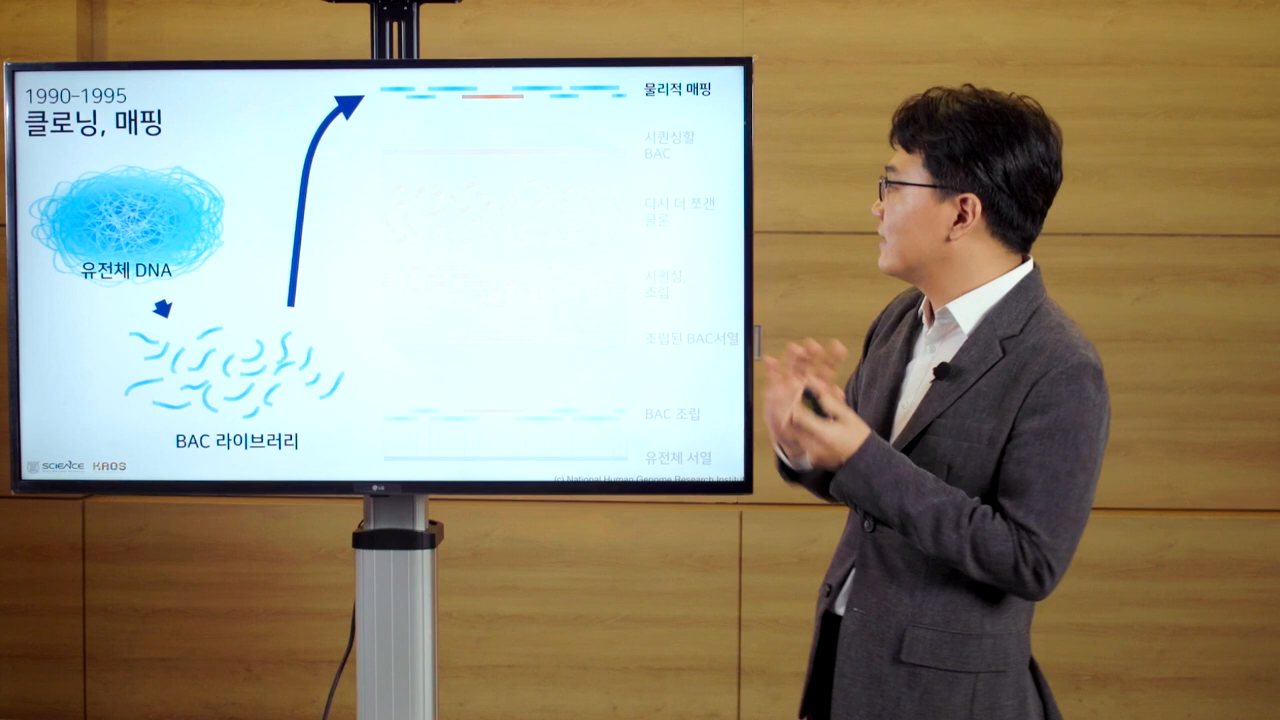 1990–1995
클로닝, 매핑
유전체 DNA
BAC 라이브러리
물리적 매핑
시퀀싱할
BAC
다시 더 쪼갠
클론
시퀀싱,
조립
조립된 BAC서열
BAC 조립
유전체 서열
SCIENCE KAOS
(c) National Human Genome Research Institu
LG